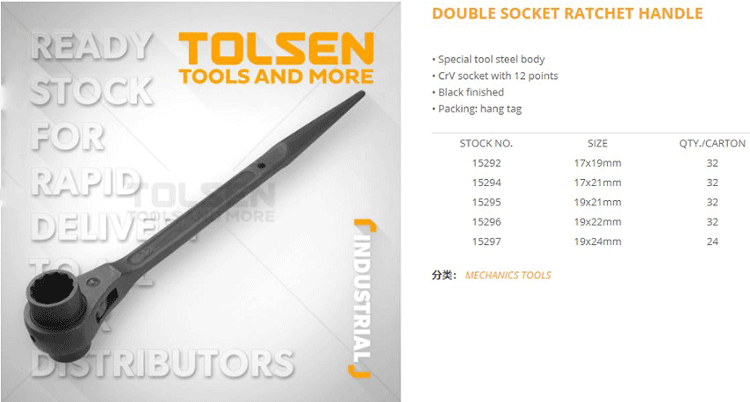 READY
STOCK
FOR
RAPID
DELIVERY
DISTRIBUTORS
TOLSEN
TOOLS AND MORE
TOLSEN
TOOLS AND MORE
INDUSTRIAL
DOUBLE SOCKET RATCHET HANDLE
• Special tool steel body
• CrV socket with 12 points
• Black finished
• Packing: hang tag
STOCK NO. SIZE QTY./CARTON
15292 17x19mm 32
15294 17x21mm 32
15295 19x21mm 32
15296 19x22mm 32
15297 19x24mm 24
分类： MECHANICS TOOLS